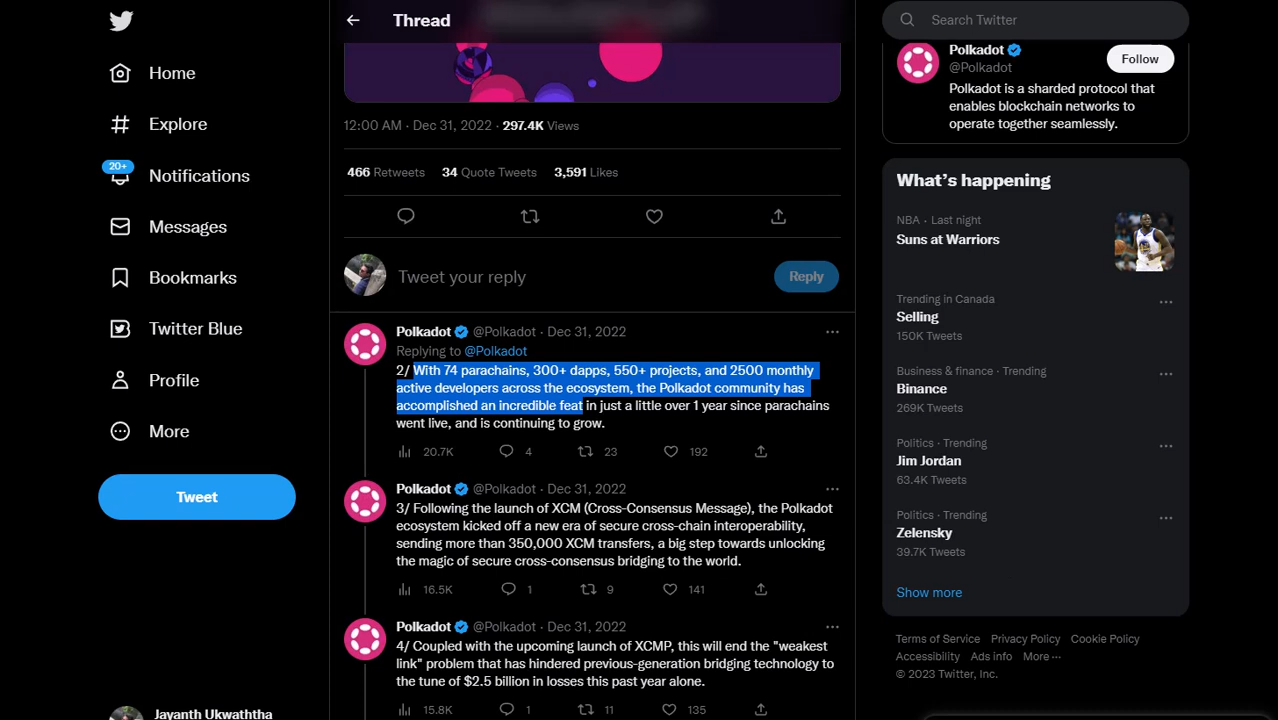 Home
Explore
20+
Notifications
Messages
Bookmarks
Twitter Blue
Profile
More
Tweet
Jayanth Ukwaththa
Thread
12:00 AM · Dec 31, 2022 · 297.4K Views
466 Retweets 34 Quote Tweets 3,591 Likes
Tweet your reply
Reply
Polkadot @Polkadot · Dec 31, 2022
Replying to @Polkadot
2/ With 74 parachains, 300+ dapps, 550+ projects, and 2500 monthly
active developers across the ecosystem, the Polkadot community has
accomplished an incredible feat in just a little over 1 year since parachains
went live, and is continuing to grow.
20.7K 4 23 192
Polkadot @Polkadot · Dec 31, 2022
3/ Following the launch of XCM (Cross-Consensus Message), the Polkadot
ecosystem kicked off a new era of secure cross-chain interoperability,
sending more than 350,000 XCM transfers, a big step towards unlocking
the magic of secure cross-consensus bridging to the world.
16.5K 1 9 141
Polkadot @Polkadot · Dec 31, 2022
4/ Coupled with the upcoming launch of XCMP, this will end the "weakest
link" problem that has hindered previous-generation bridging technology to
the tune of $2.5 billion in losses this past year alone.
15.8K 1 11 135
Search Twitter
Polkadot
@Polkadot
Follow
Polkadot is a sharded protocol that
enables blockchain networks to
operate together seamlessly.
What's happening
NBA · Last night
Suns at Warriors
Trending in Canada
Selling
150K Tweets
Business & finance · Trending
Binance
269K Tweets
Politics · Trending
Jim Jordan
63.4K Tweets
Politics · Trending
Zelensky
39.7K Tweets
Show more
Terms of Service Privacy Policy Cookie Policy
Accessibility Ads info More ···
© 2023 Twitter, Inc.